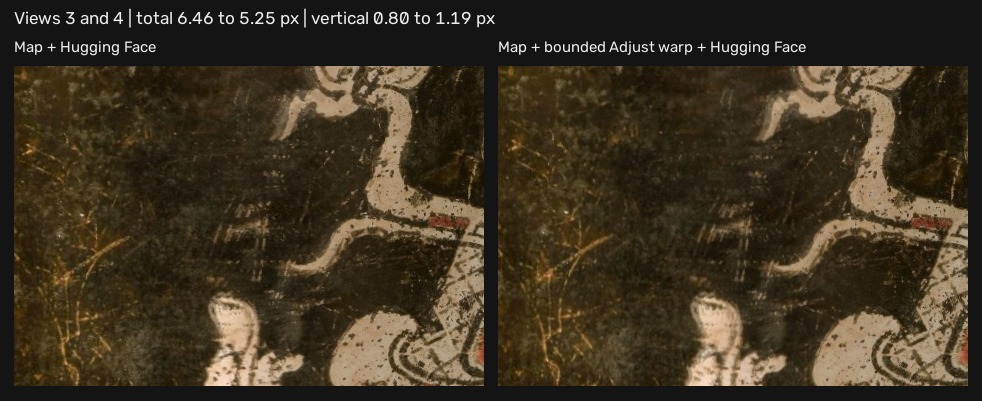 Views 3 and 4 | total 6.46 to 5.25 px | vertical 0.80 to 1.19 px
Map + Hugging Face
Map + bounded Adjust warp + Hugging Face